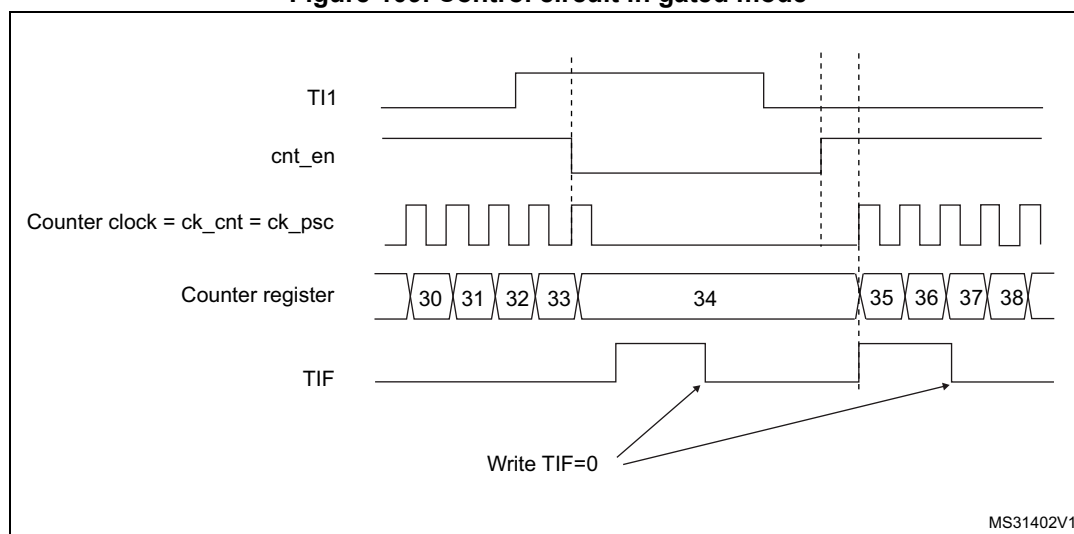 Figure Control circuit in gated mode
TI1
cnt_en
Counter clock = ck_cnt = ck_psc
Counter register
30 31 32 33 34 35 36 37 38
TIF
Write TIF=0
MS31402V1